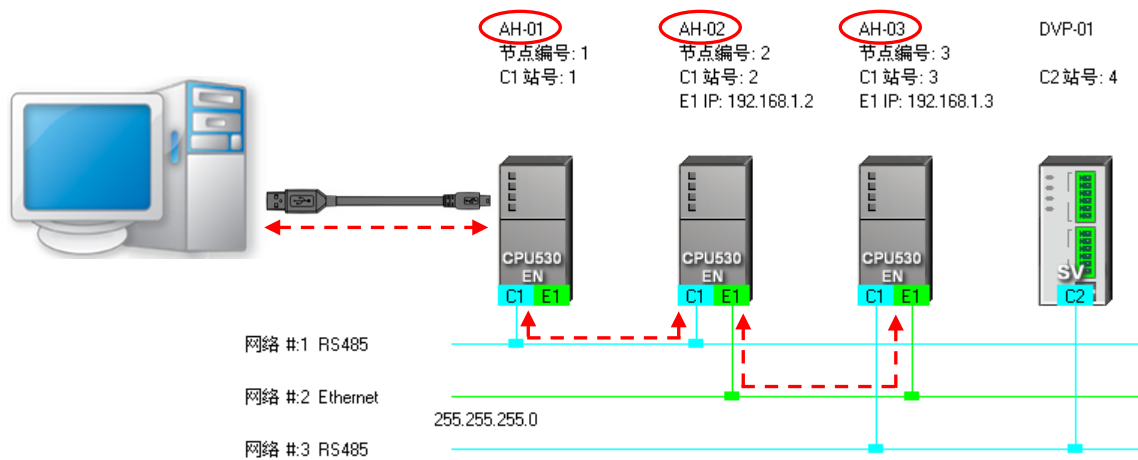 AH-01
节点编号: 1
C1 站号: 1
AH-02
节点编号: 2
C1 站号: 2
E1 IP: 192.168.1.2
AH-03
节点编号: 3
C1 站号: 3
E1 IP: 192.168.1.3
DVP-01
C2 站号: 4
CPU530
EN
C1 E1
CPU530
EN
C1 E1
CPU530
EN
C1 E1
SV
C2
网络 #:1 RS485
网络 #:2 Ethernet
255.255.255.0
网络 #:3 RS485